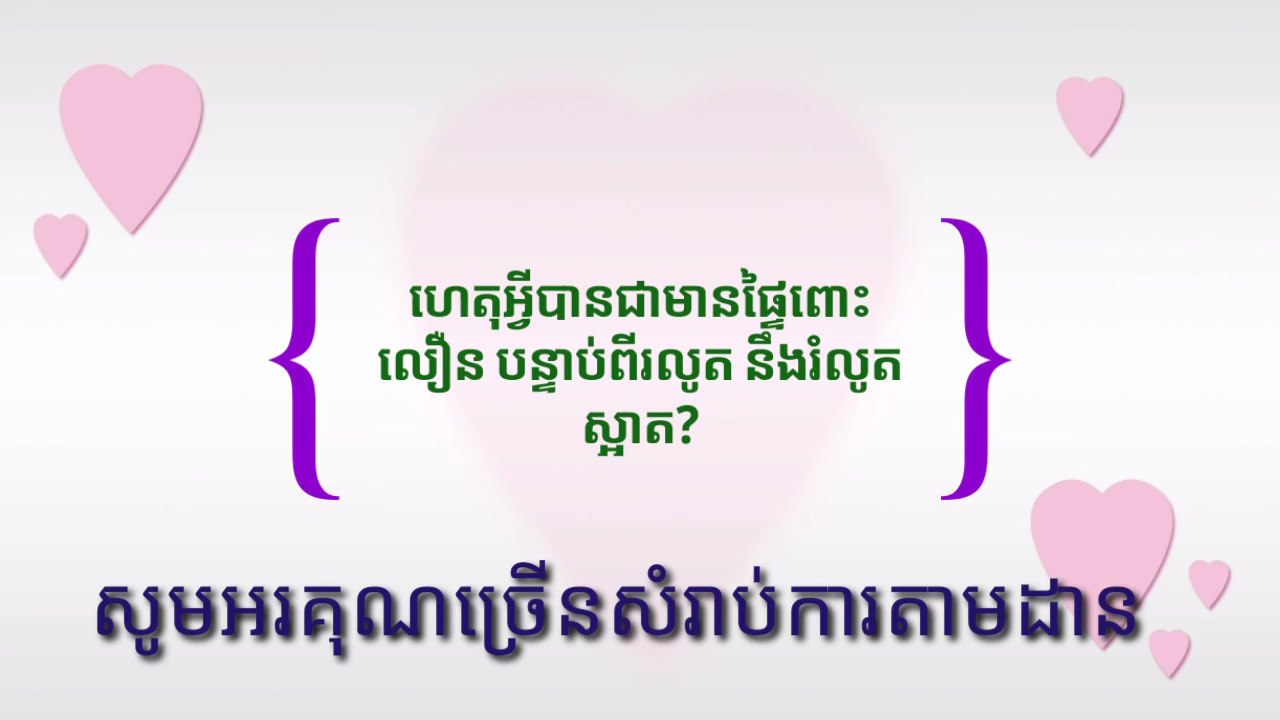 ហេតុអ្វីបានជាមានផ្ទៃពោះ
លឿន បន្ទាប់ពីរលូត នឹងរំលូត
ស្អាត?
សូមអរគុណច្រើនសំរាប់ការតាមដាន